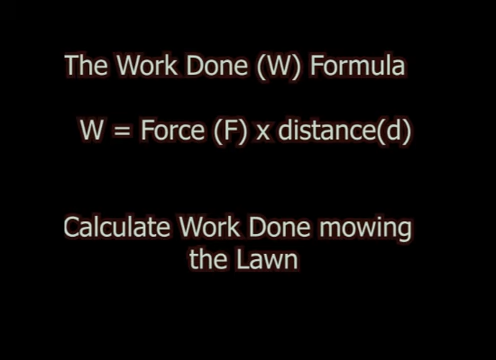 The Work Done (W) Formula
W = Force (F) x distance(d)
Calculate Work Done mowing
the Lawn